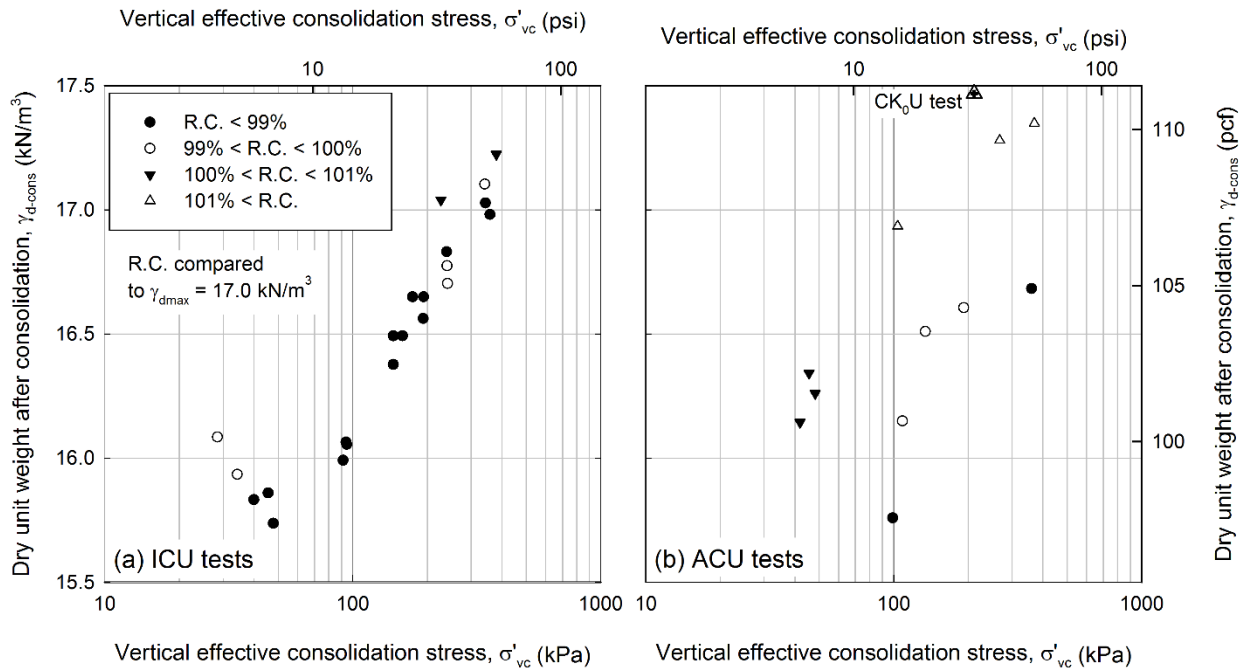 Vertical effective consolidation stress, σ'vc (psi)
10 100
17.5
17.0
16.5
16.0
15.5
Dry unit weight after consolidation, γd-cons (kN/m³)
R.C. < 99%
99% < R.C. < 100%
100% < R.C. < 101%
101% < R.C.
R.C. compared
to γdmax = 17.0 kN/m³
(a) ICU tests
10 100 1000
Vertical effective consolidation stress, σ'vc (kPa)
Vertical effective consolidation stress, σ'vc (psi)
10 100
CK₀U test
110
105
100
Dry unit weight after consolidation, γd-cons (pcf)
(b) ACU tests
10 100 1000
Vertical effective consolidation stress, σ'vc (kPa)